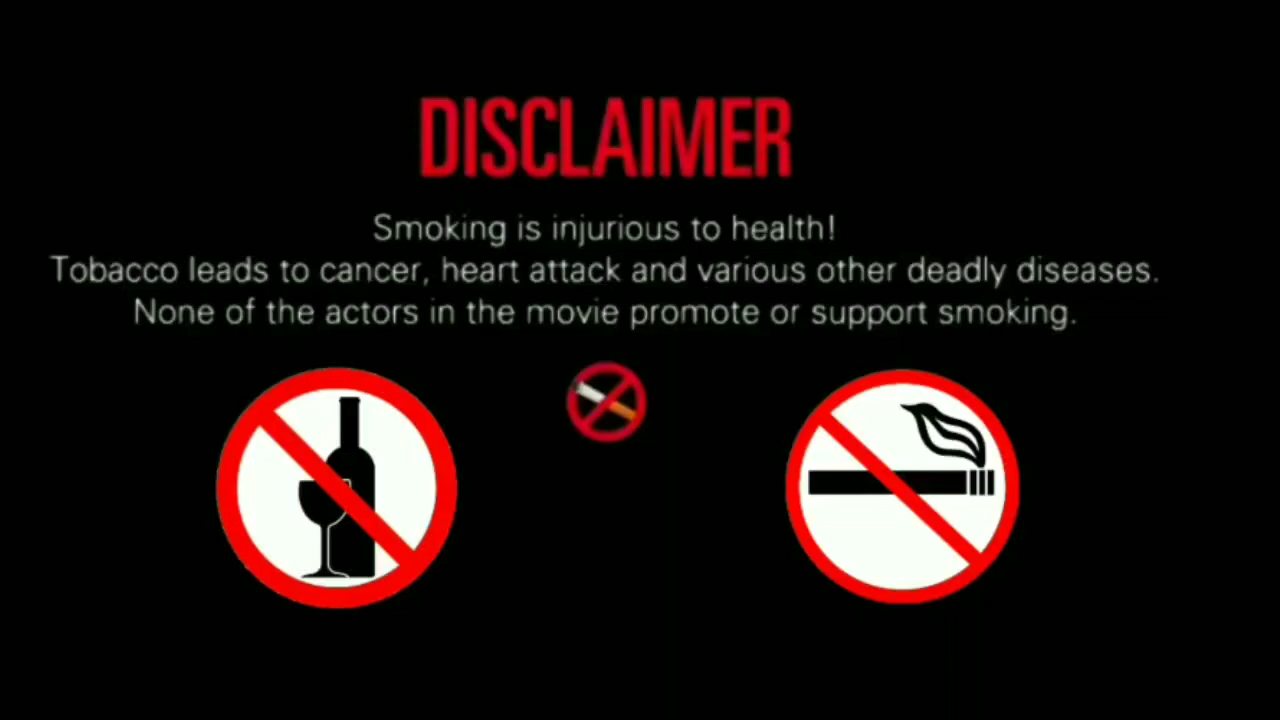 DISCLAIMER
Smoking is injurious to health!
Tobacco leads to cancer, heart attack and various other deadly diseases.
None of the actors in the movie promote or support smoking.